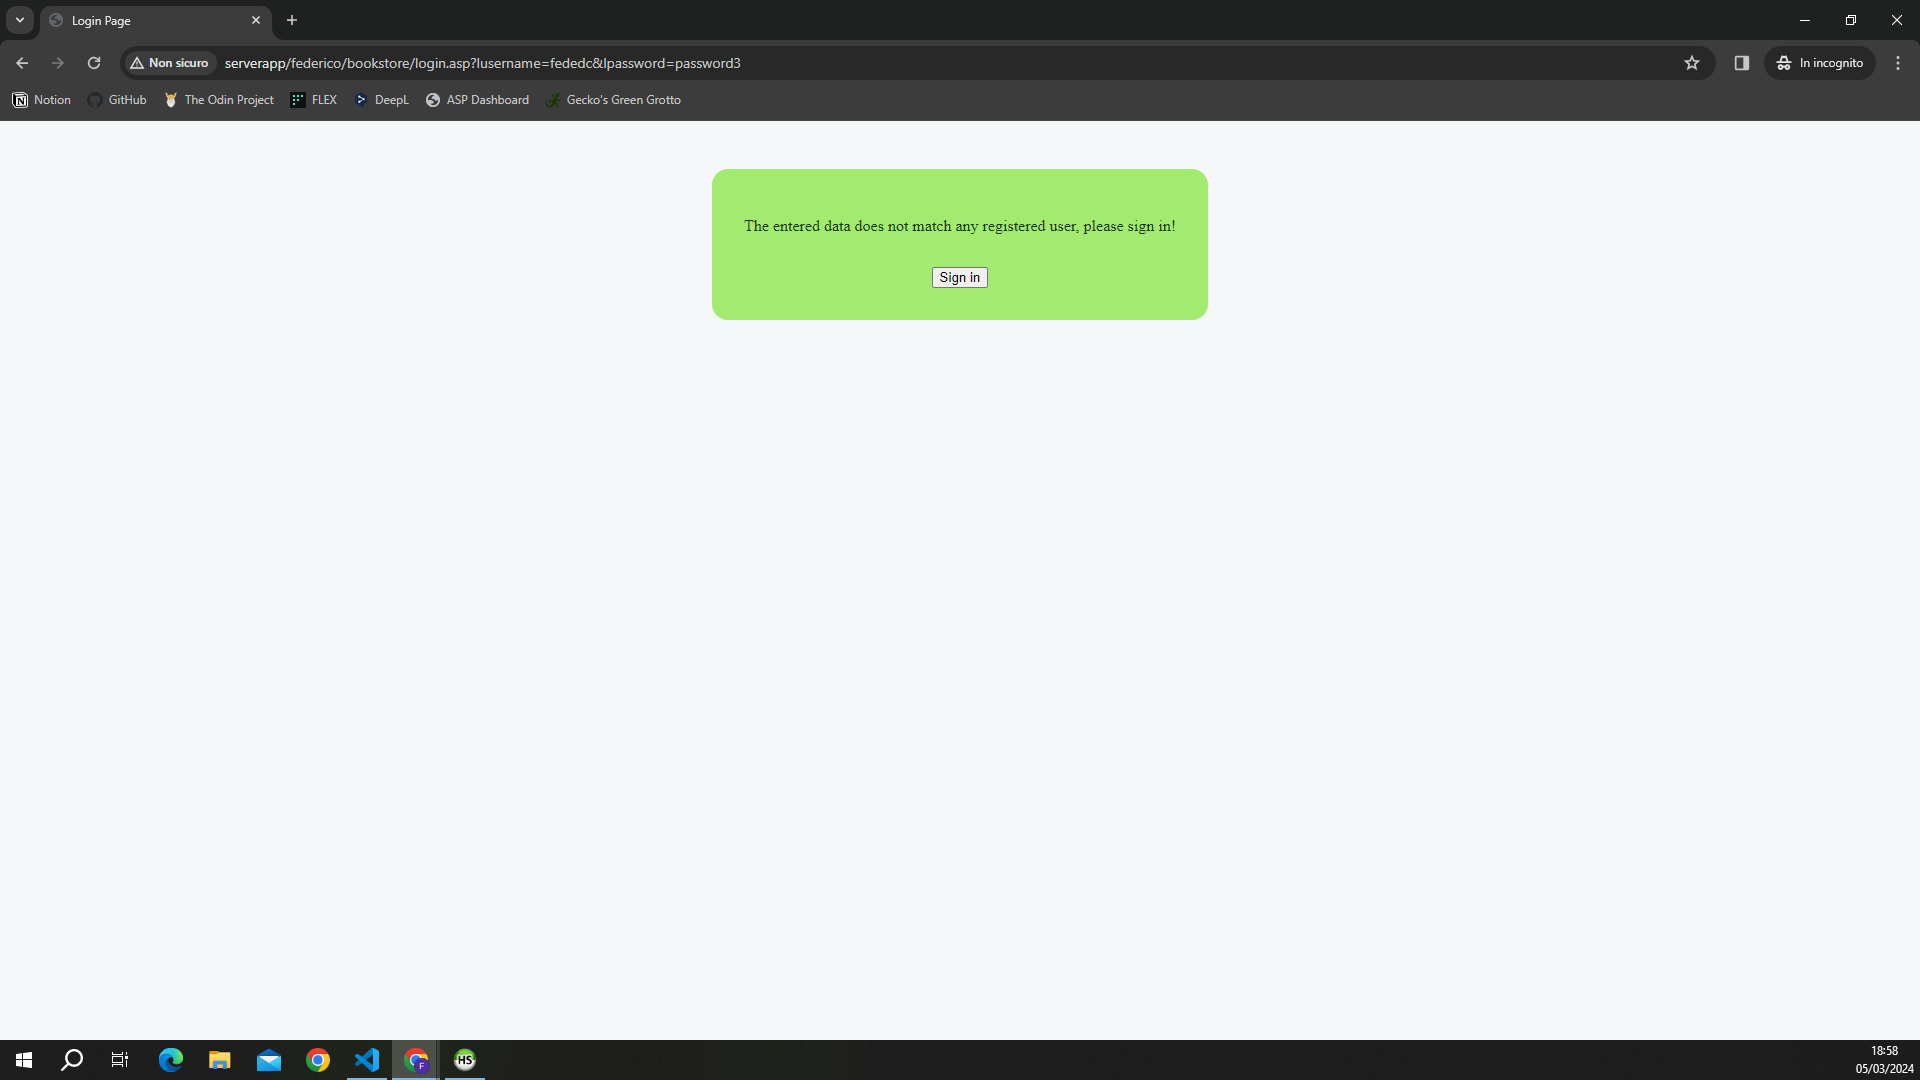 Login Page
Non sicuro
serverapp/federico/bookstore/login.asp?lusername=fededc&lpassword=password3
In incognito
Notion
GitHub
The Odin Project
FLEX
DeepL
ASP Dashboard
Gecko's Green Grotto
The entered data does not match any registered user, please sign in!
Sign in
F
HS
18:58
05/03/2024